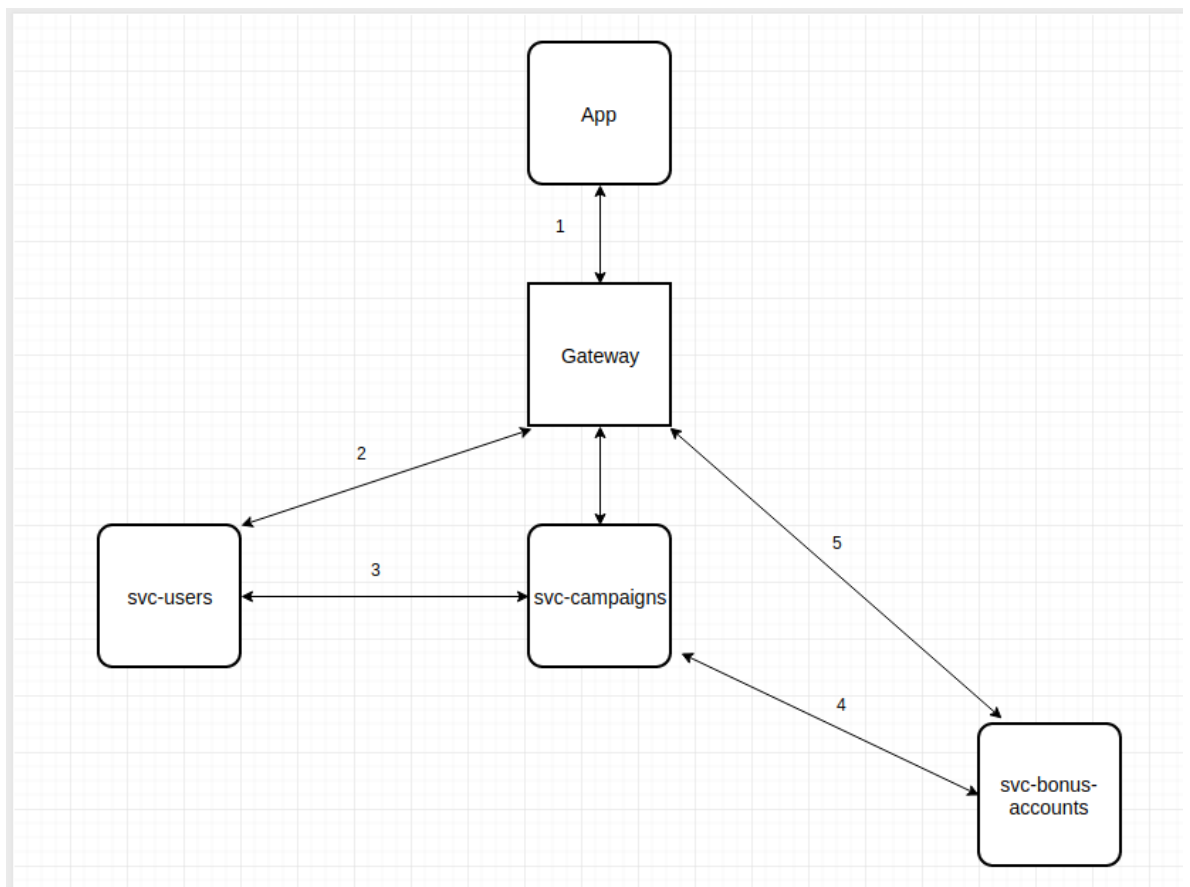 App
1
Gateway
2
5
3
svc-users
svc-campaigns
4
svc-bonus-
accounts